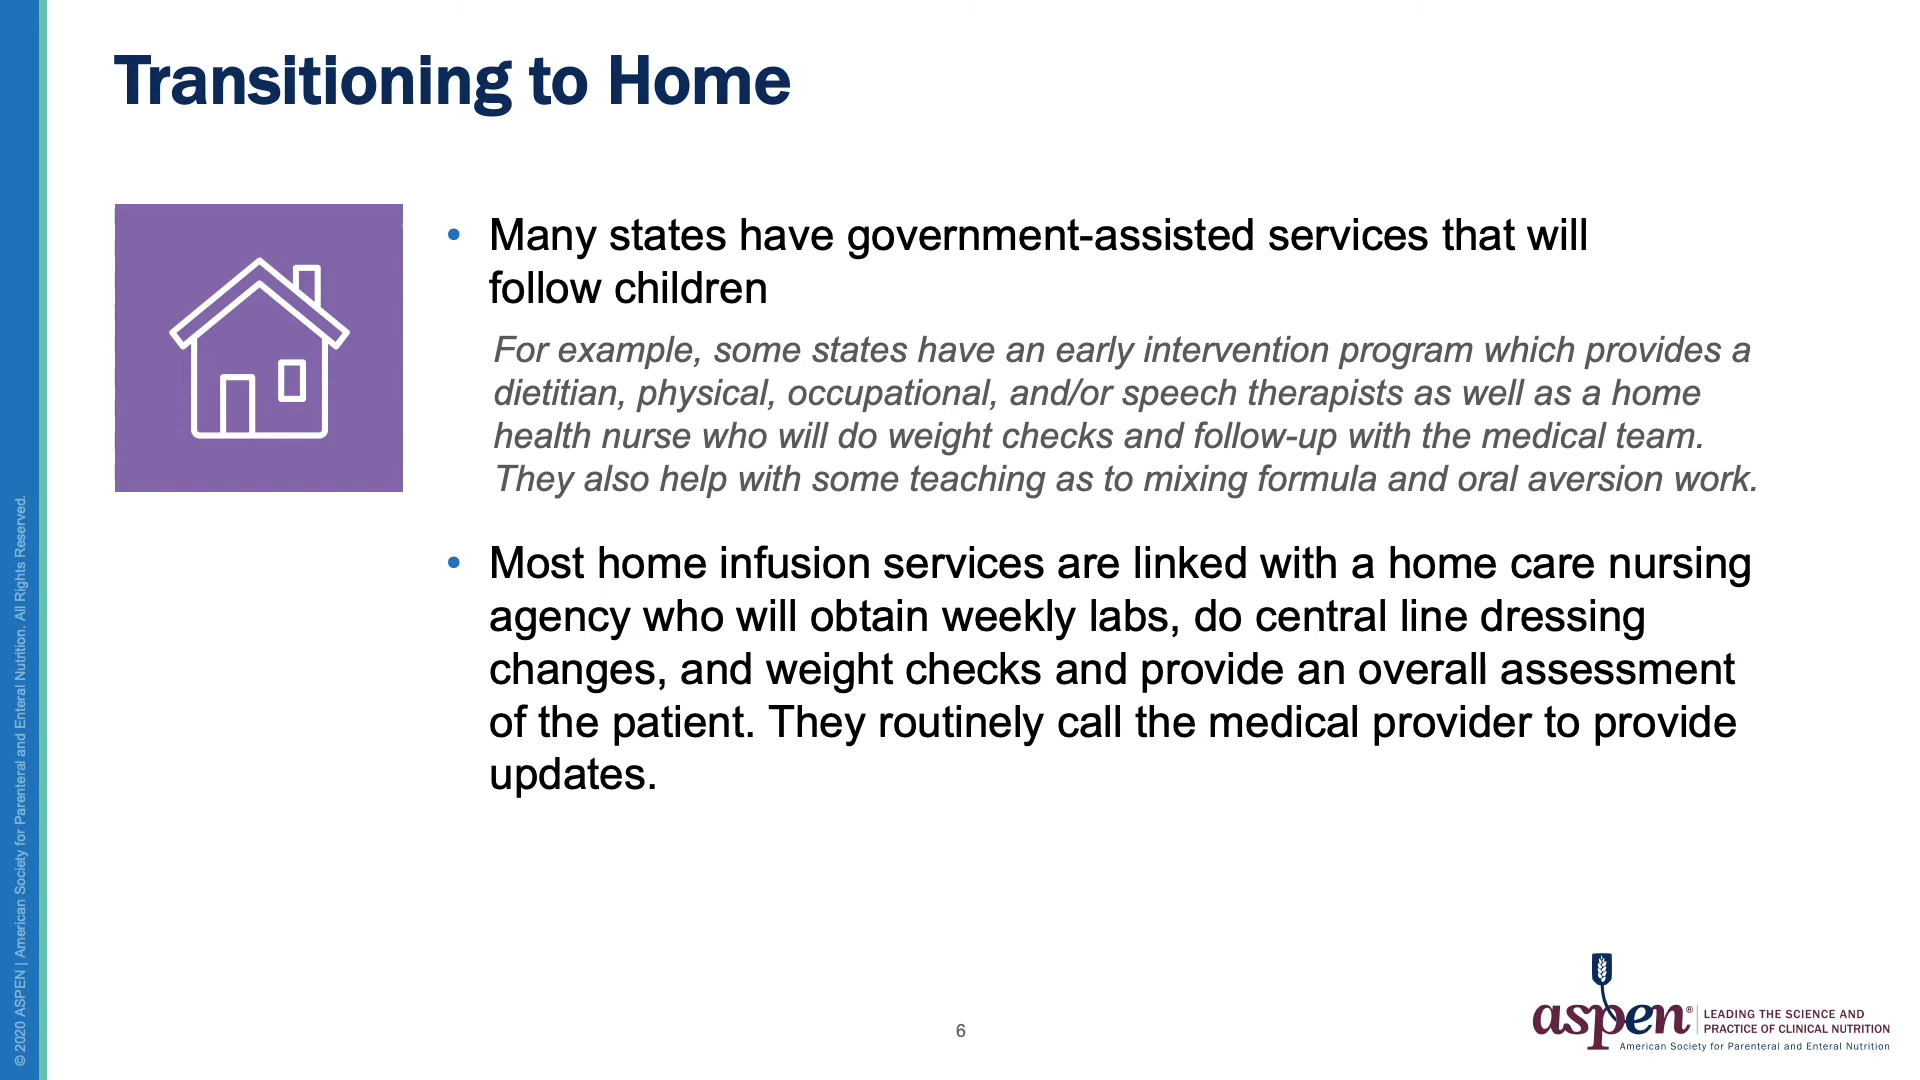 Transitioning to Home
• Many states have government-assisted services that will
follow children
For example, some states have an early intervention program which provides a
dietitian, physical, occupational, and/or speech therapists as well as a home
health nurse who will do weight checks and follow-up with the medical team.
They also help with some teaching as to mixing formula and oral aversion work.
• Most home infusion services are linked with a home care nursing
agency who will obtain weekly labs, do central line dressing
changes, and weight checks and provide an overall assessment
of the patient. They routinely call the medical provider to provide
updates.
© 2020 ASPEN | American Society for Parenteral and Enteral Nutrition. All Rights Reserved.
6
aspen®
LEADING THE SCIENCE AND
PRACTICE OF CLINICAL NUTRITION
American Society for Parenteral and Enteral Nutrition